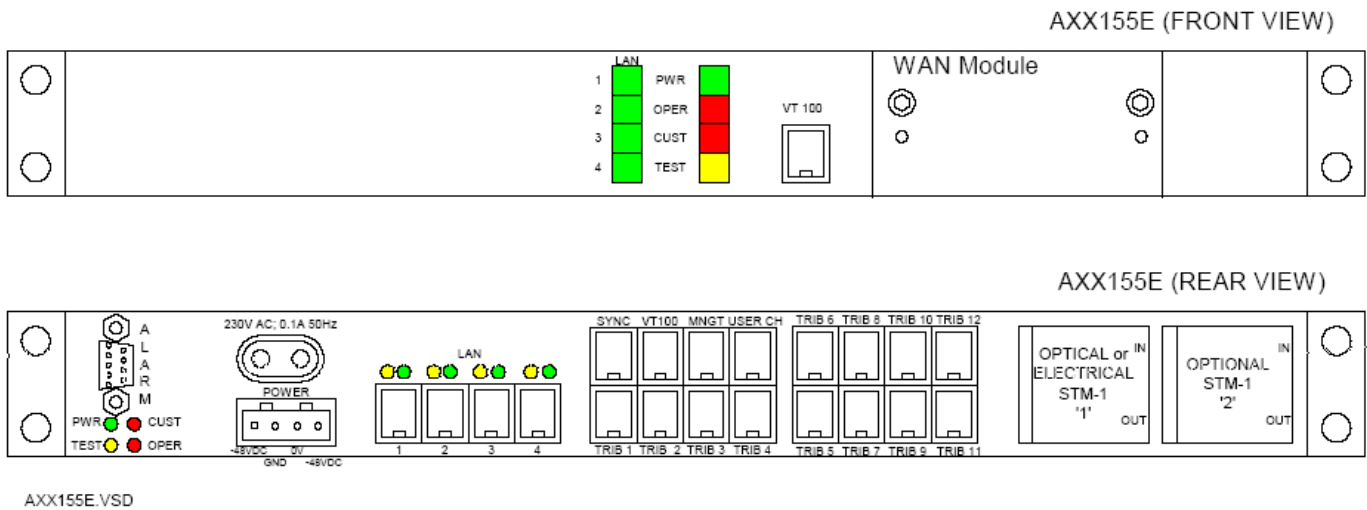 AXX155E (FRONT VIEW)
LAN
WAN Module
1 PWR
2 OPER
VT 100
3 CUST
4 TEST
AXX155E (REAR VIEW)
A
L
A
R
M
PWR CUST
TEST OPER
230V AC; 0.1A 50Hz
POWER
-48VDC 0V
GND -48VDC
LAN
1 2 3 4
SYNC VT100 MNGT USER CH
TRIB 1 TRIB 2 TRIB 3 TRIB 4
TRIB 6 TRIB 8 TRIB 10 TRIB 12
TRIB 5 TRIB 7 TRIB 9 TRIB 11
OPTICAL or IN
ELECTRICAL
STM-1
'1'
OUT
IN
OPTIONAL
STM-1
'2'
OUT
AXX155E.VSD